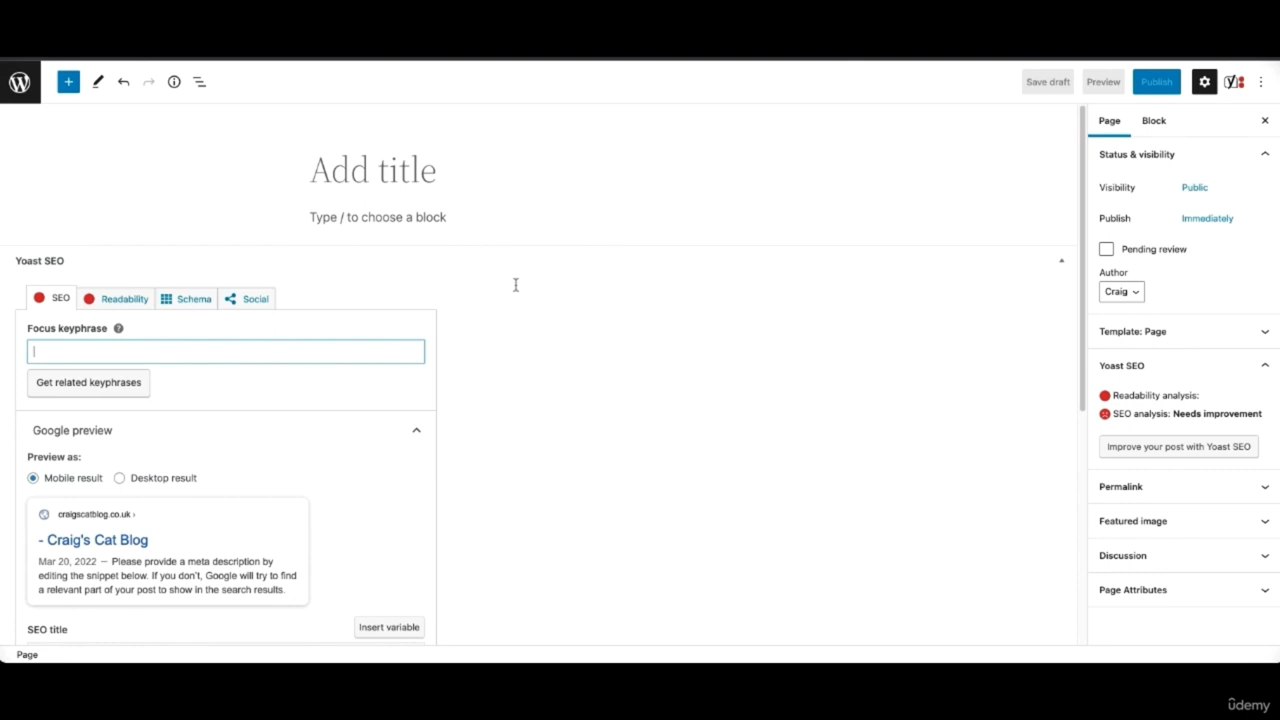 Save draft Preview Publish
Page Block
Add title
Type / to choose a block
Yoast SEO
SEO Readability Schema Social
Focus keyphrase
Get related keyphrases
Google preview
Preview as:
Mobile result Desktop result
craigscatblog.co.uk ›
- Craig's Cat Blog
Mar 20, 2022 — Please provide a meta description by
editing the snippet below. If you don't, Google will try to find
a relevant part of your post to show in the search results.
SEO title Insert variable
Status & visibility
Visibility Public
Publish Immediately
Pending review
Author
Craig
Template: Page
Yoast SEO
Readability analysis:
SEO analysis: Needs improvement
Improve your post with Yoast SEO
Permalink
Featured image
Discussion
Page Attributes
Page
ûdemy